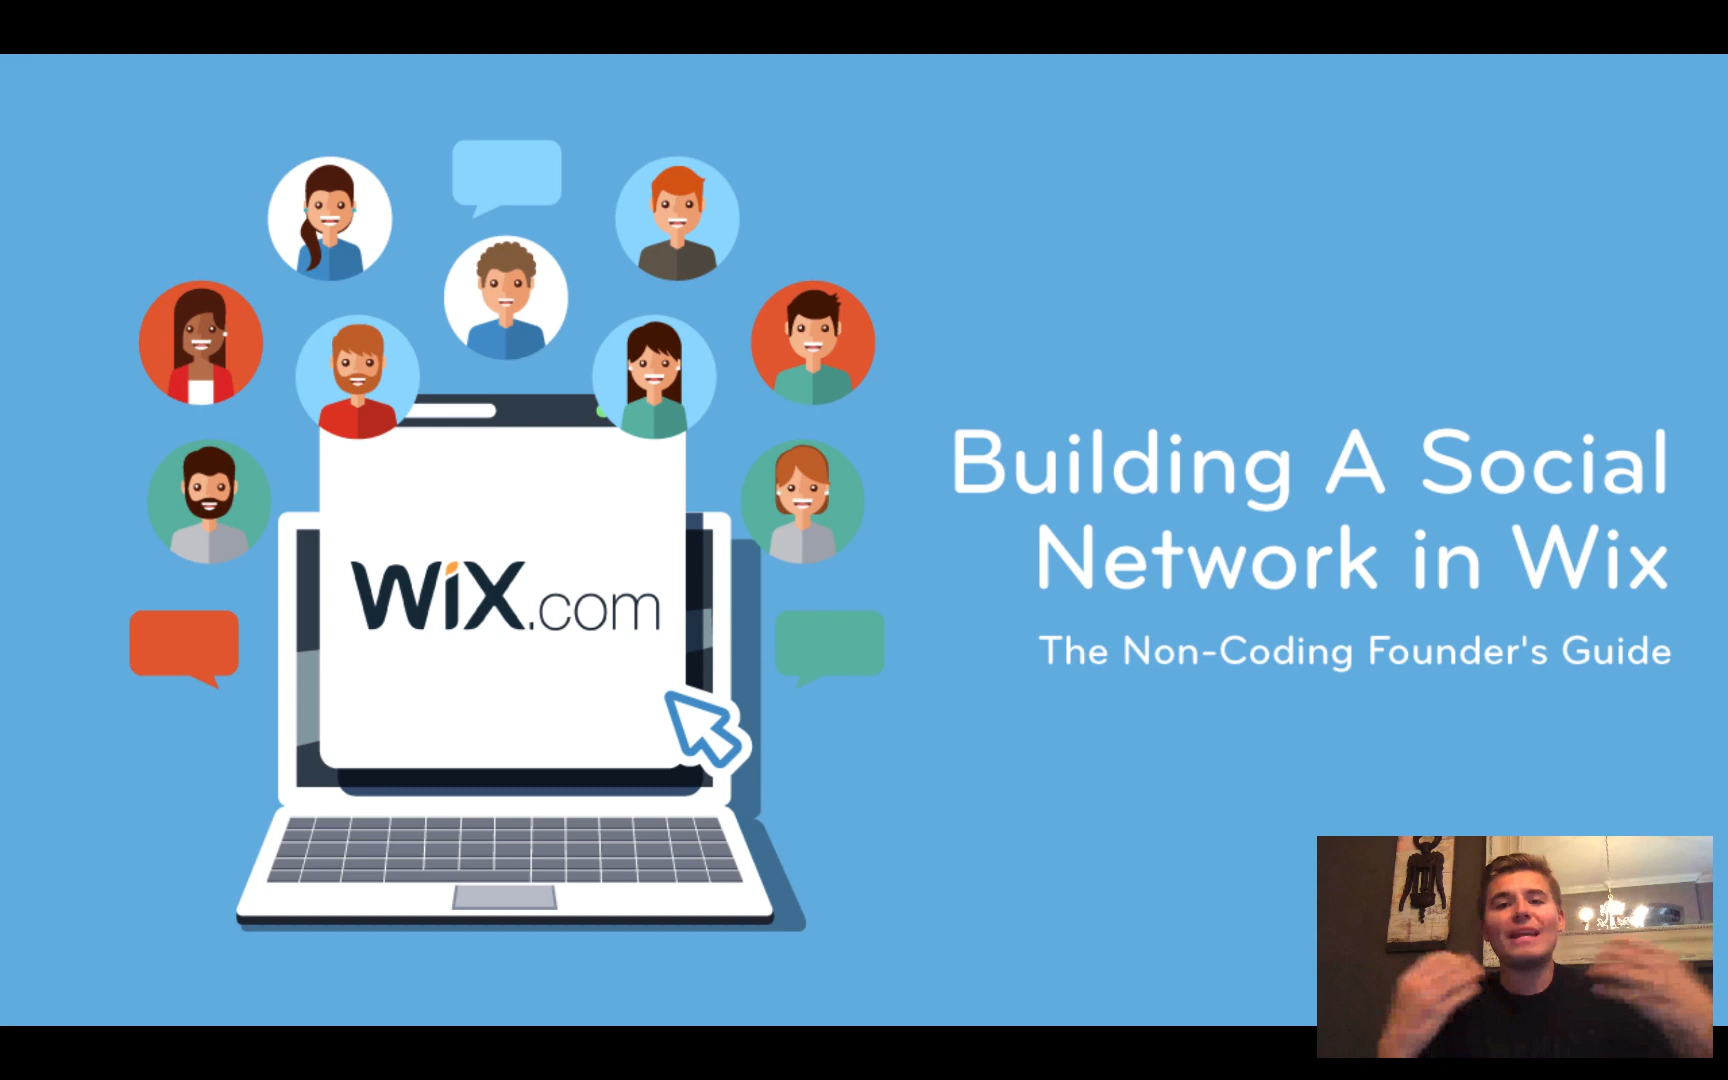 WiX.com
Building A Social
Network in Wix
The Non-Coding Founder's Guide